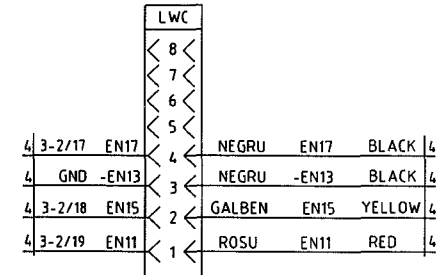 LWC
8
7
6
5
4 3-2/17 EN17 4 NEGRU EN17 BLACK 4
4 GND -EN13 3 NEGRU -EN13 BLACK 4
4 3-2/18 EN15 2 GALBEN EN15 YELLOW 4
4 3-2/19 EN11 1 ROSU EN11 RED 4